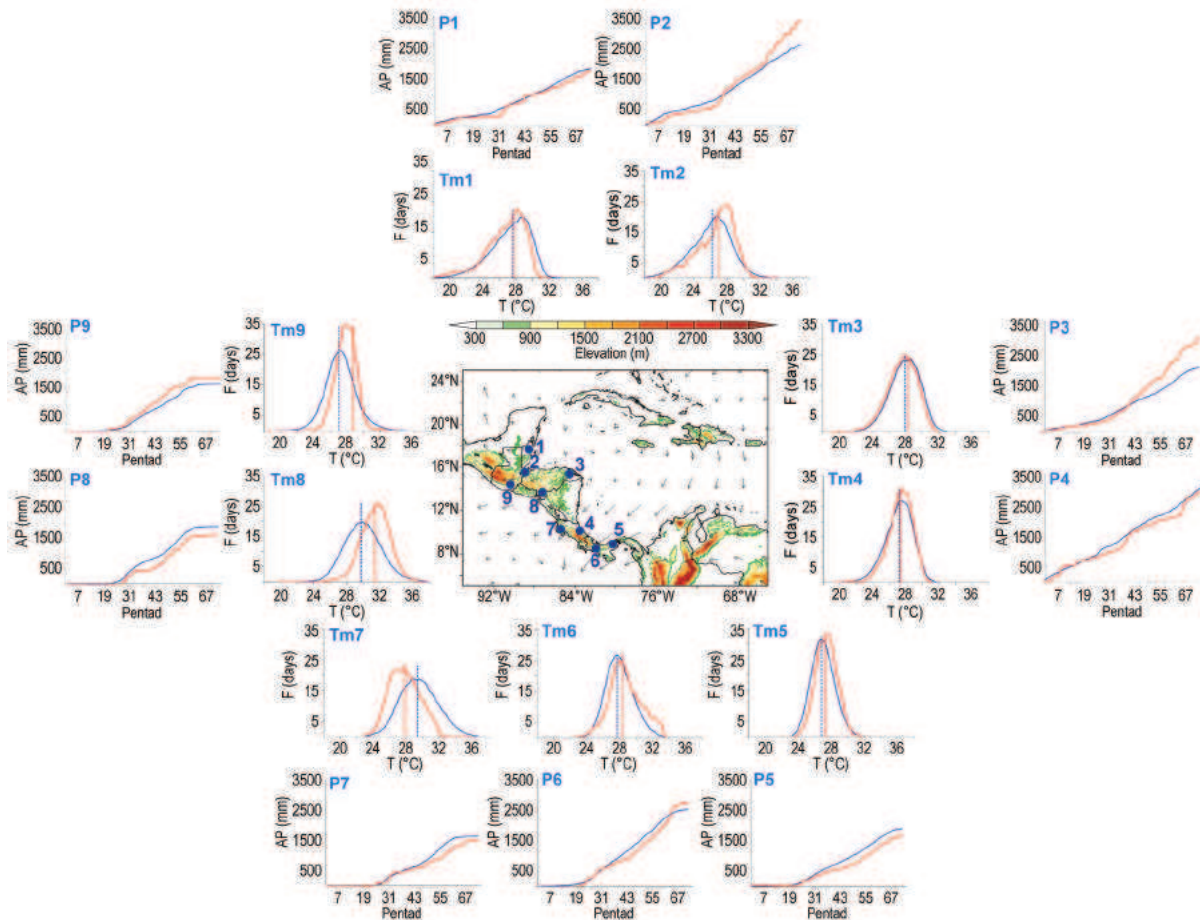 P1
P2
AP (mm)
3500
2500
1500
500
7 19 31 43 55 67
Pentad
AP (mm)
3500
2500
1500
500
7 19 31 43 55 67
Pentad
Tm1
Tm2
F (days)
35
25
15
5
20 24 28 32 36
T (°C)
F (days)
35
25
15
5
20 24 28 32 36
T (°C)
P9
AP (mm)
3500
2500
1500
500
7 19 31 43 55 67
Pentad
Tm9
F (days)
35
25
15
5
20 24 28 32 36
T (°C)
300 900 1500 2100 2700 3300
Elevation (m)
Tm3
F (days)
35
25
15
5
20 24 28 32 36
T (°C)
P3
AP (mm)
3500
2500
1500
500
7 19 31 43 55 67
Pentad
24°N
20°N
16°N
12°N
8°N
92°W 84°W 76°W 68°W
1
2
3
9
8
7
4
5
6
P8
AP (mm)
3500
2500
1500
500
7 19 31 43 55 67
Pentad
Tm8
F (days)
35
25
15
5
20 24 28 32 36
T (°C)
Tm4
F (days)
35
25
15
5
20 24 28 32 36
T (°C)
P4
AP (mm)
3500
2500
1500
500
7 19 31 43 55 67
Pentad
Tm7
F (days)
35
25
15
5
20 24 28 32 36
T (°C)
Tm6
F (days)
35
25
15
5
20 24 28 32 36
T (°C)
Tm5
F (days)
35
25
15
5
20 24 28 32 36
T (°C)
P7
AP (mm)
3500
2500
1500
500
7 19 31 43 55 67
Pentad
P6
AP (mm)
3500
2500
1500
500
7 19 31 43 55 67
Pentad
P5
AP (mm)
3500
2500
1500
500
7 19 31 43 55 67
Pentad